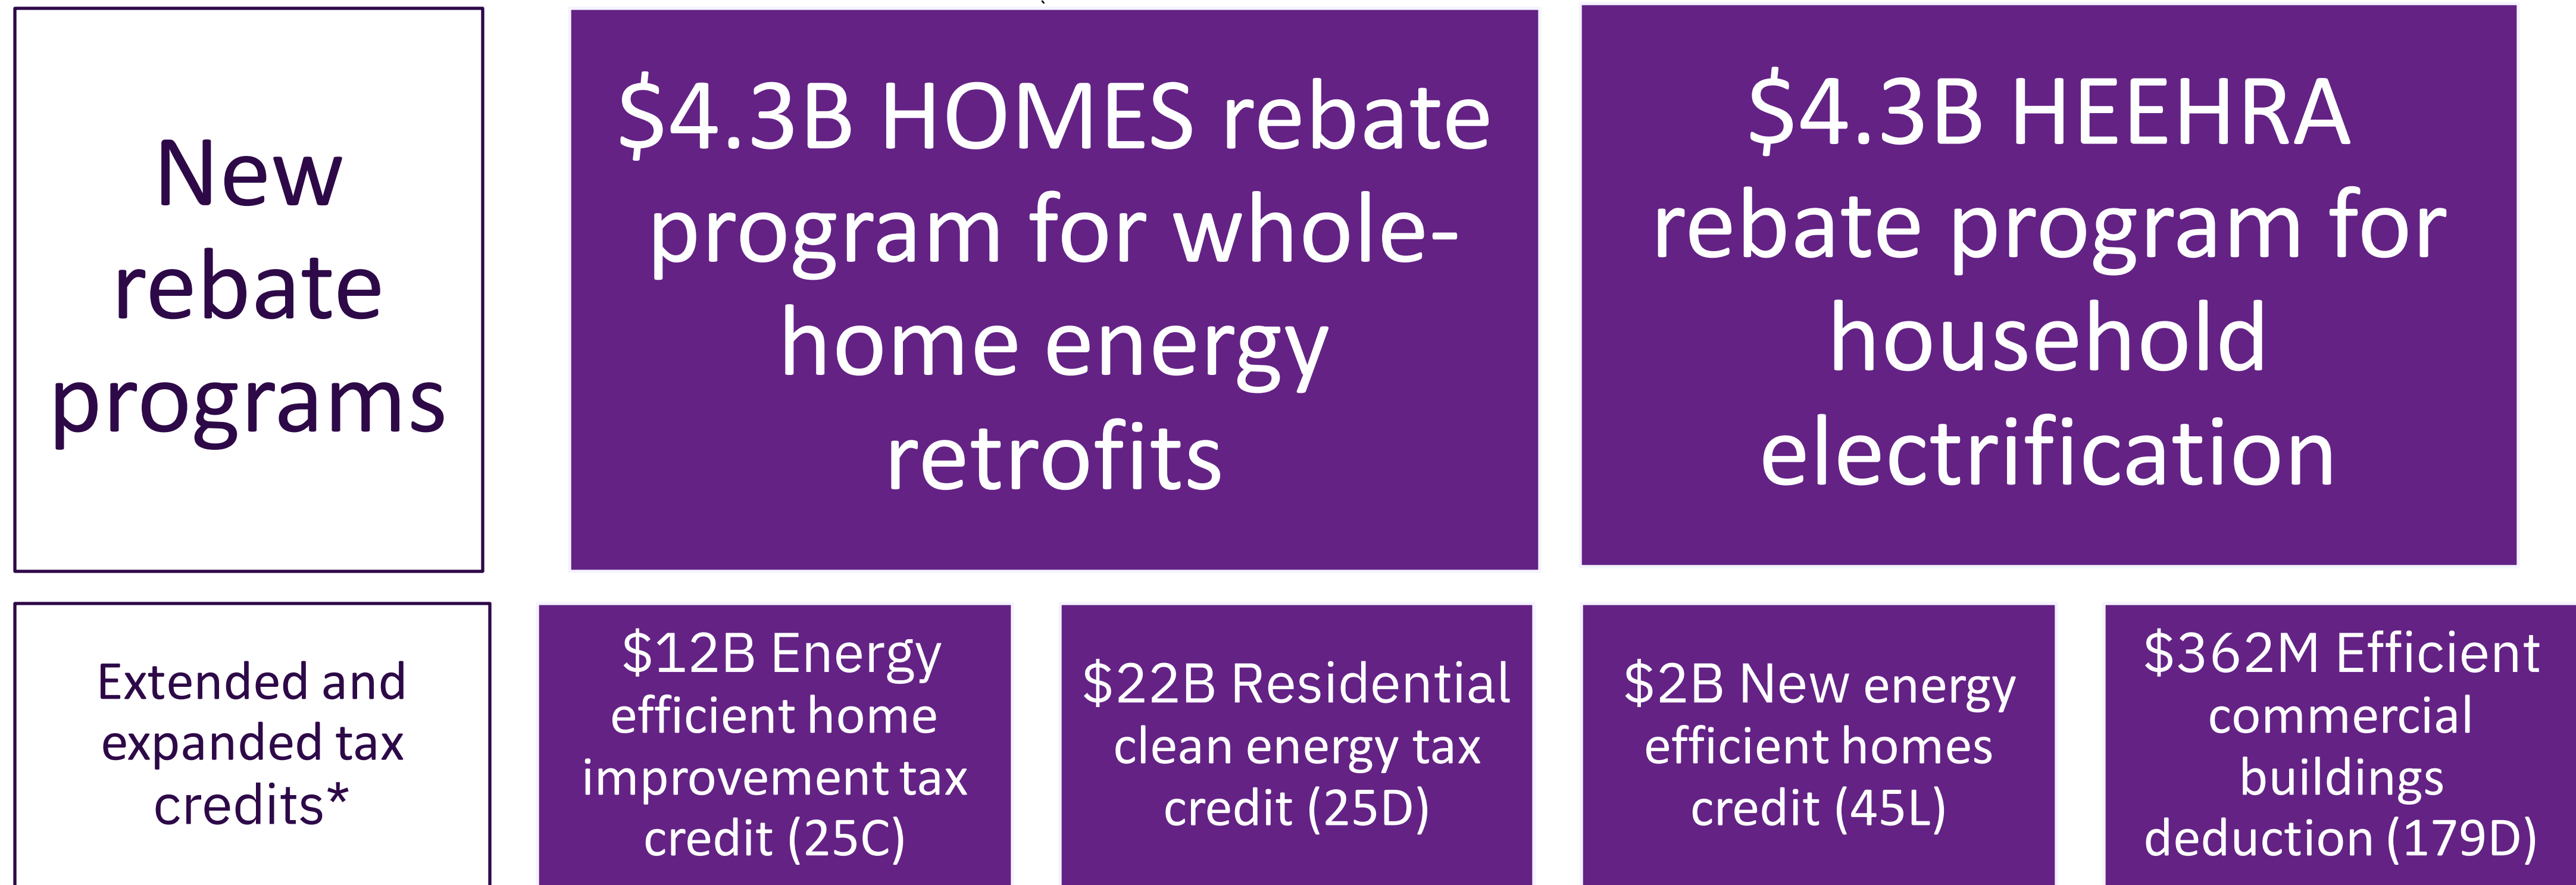 New
rebate
programs
$4.3B HOMES rebate
program for whole-
home energy
retrofits
$4.3B HEEHRA
rebate program for
household
electrification
Extended and
expanded tax
credits*
$12B Energy
efficient home
improvement tax
credit (25C)
$22B Residential
clean energy tax
credit (25D)
$2B New energy
efficient homes
credit (45L)
$362M Efficient
commercial
buildings
deduction (179D)